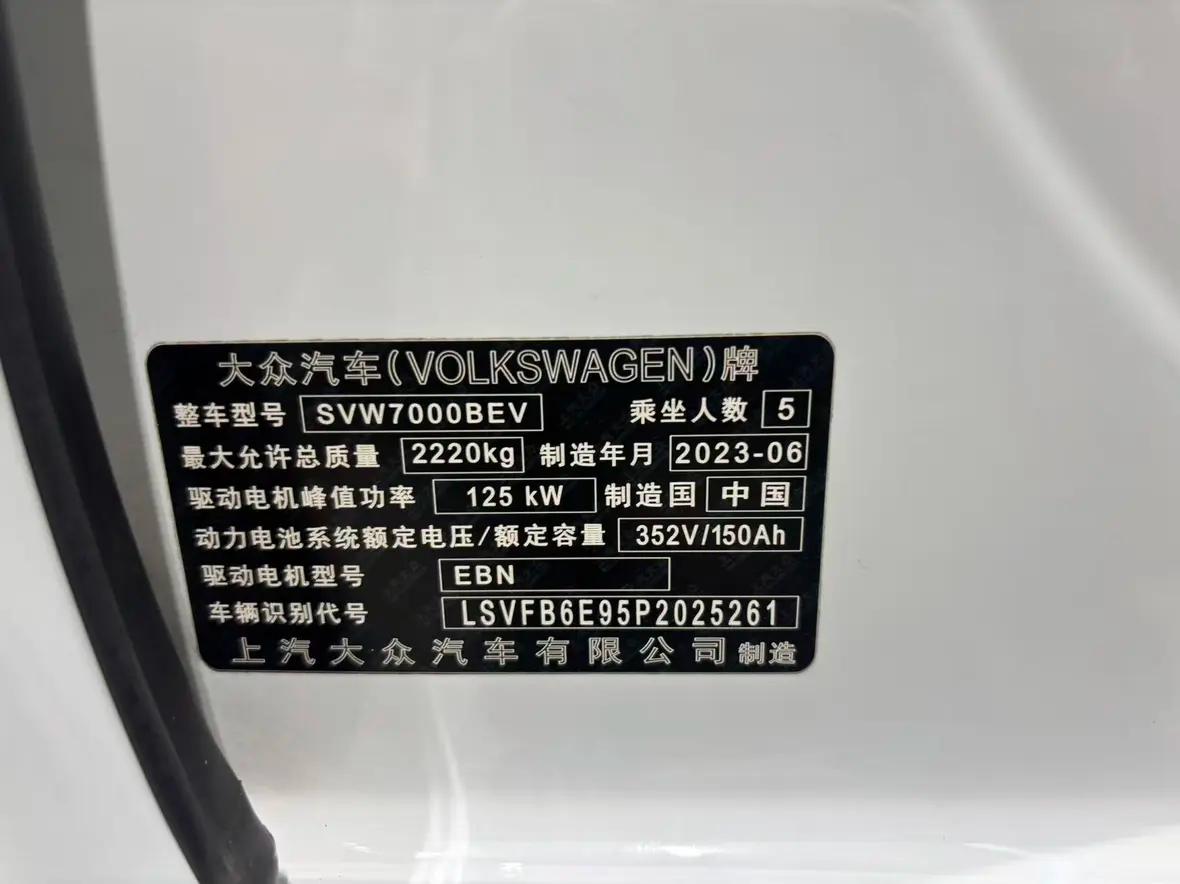 大众汽车(VOLKSWAGEN)牌
整车型号 SVW7000BEV 乘坐人数 5
最大允许总质量 2220kg 制造年月 2023-06
驱动电机峰值功率 125 kW 制造国 中国
动力电池系统额定电压/额定容量 352V/150Ah
驱动电机型号 EBN
车辆识别代号 LSVFB6E95P2025261
上汽大众汽车有限公司 制造